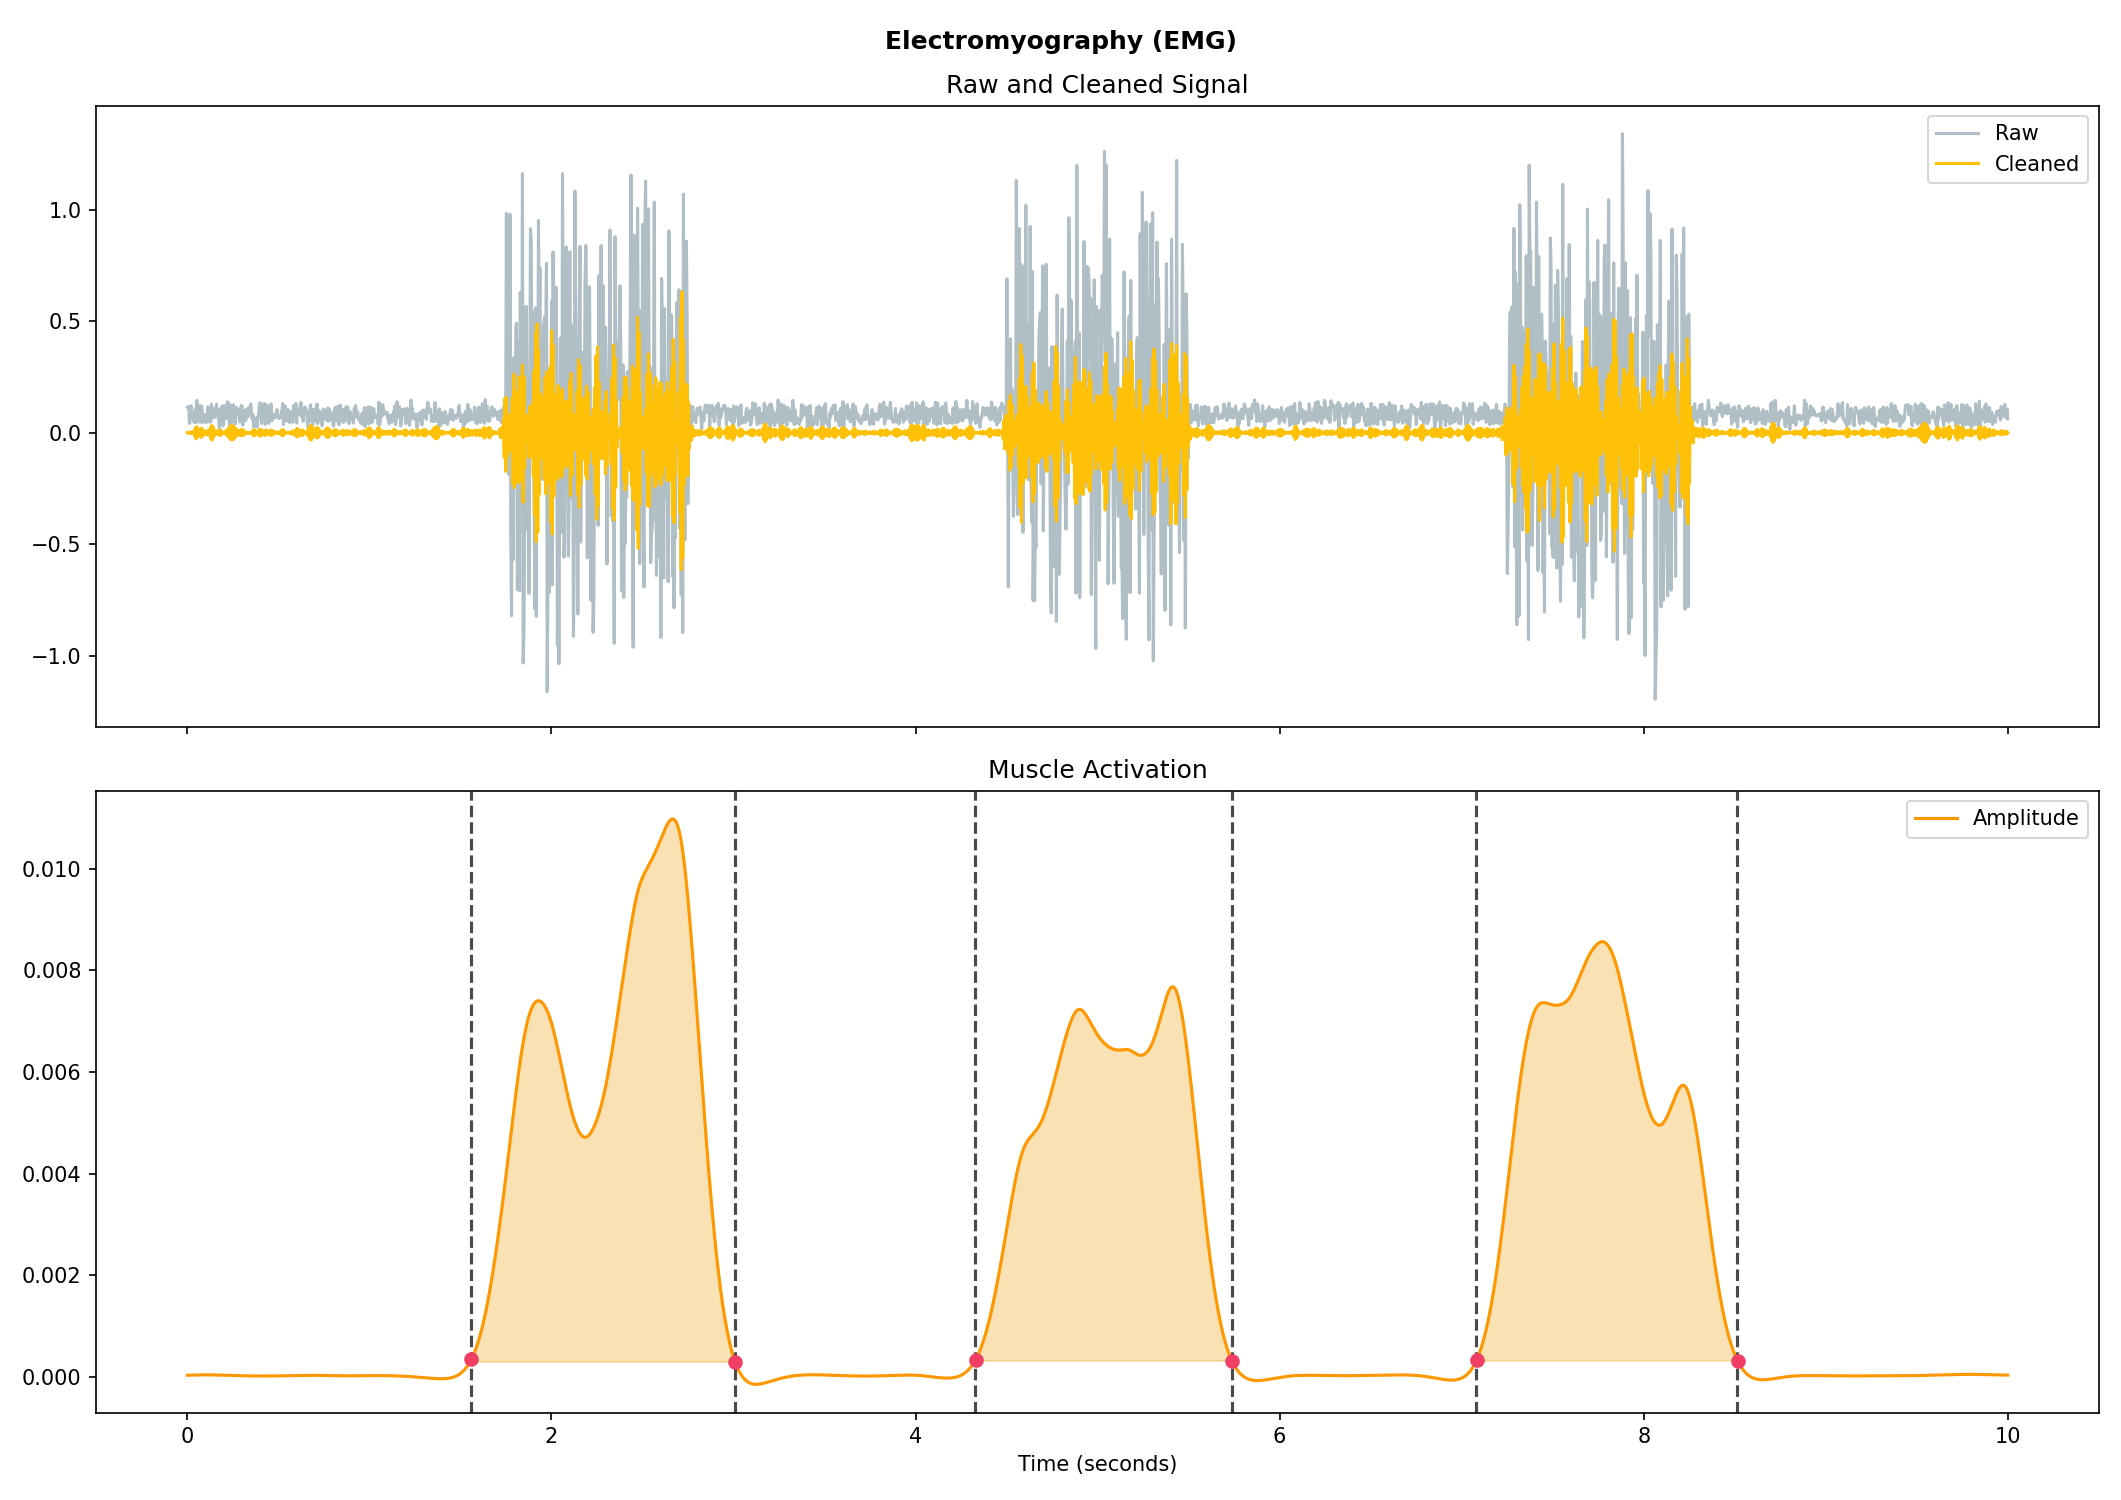 Electromyography (EMG)
Raw and Cleaned Signal
Raw
Cleaned
1.0
0.5
0.0
−0.5
−1.0
Muscle Activation
Amplitude
0.010
0.008
0.006
0.004
0.002
0.000
0 2 4 6 8 10
Time (seconds)